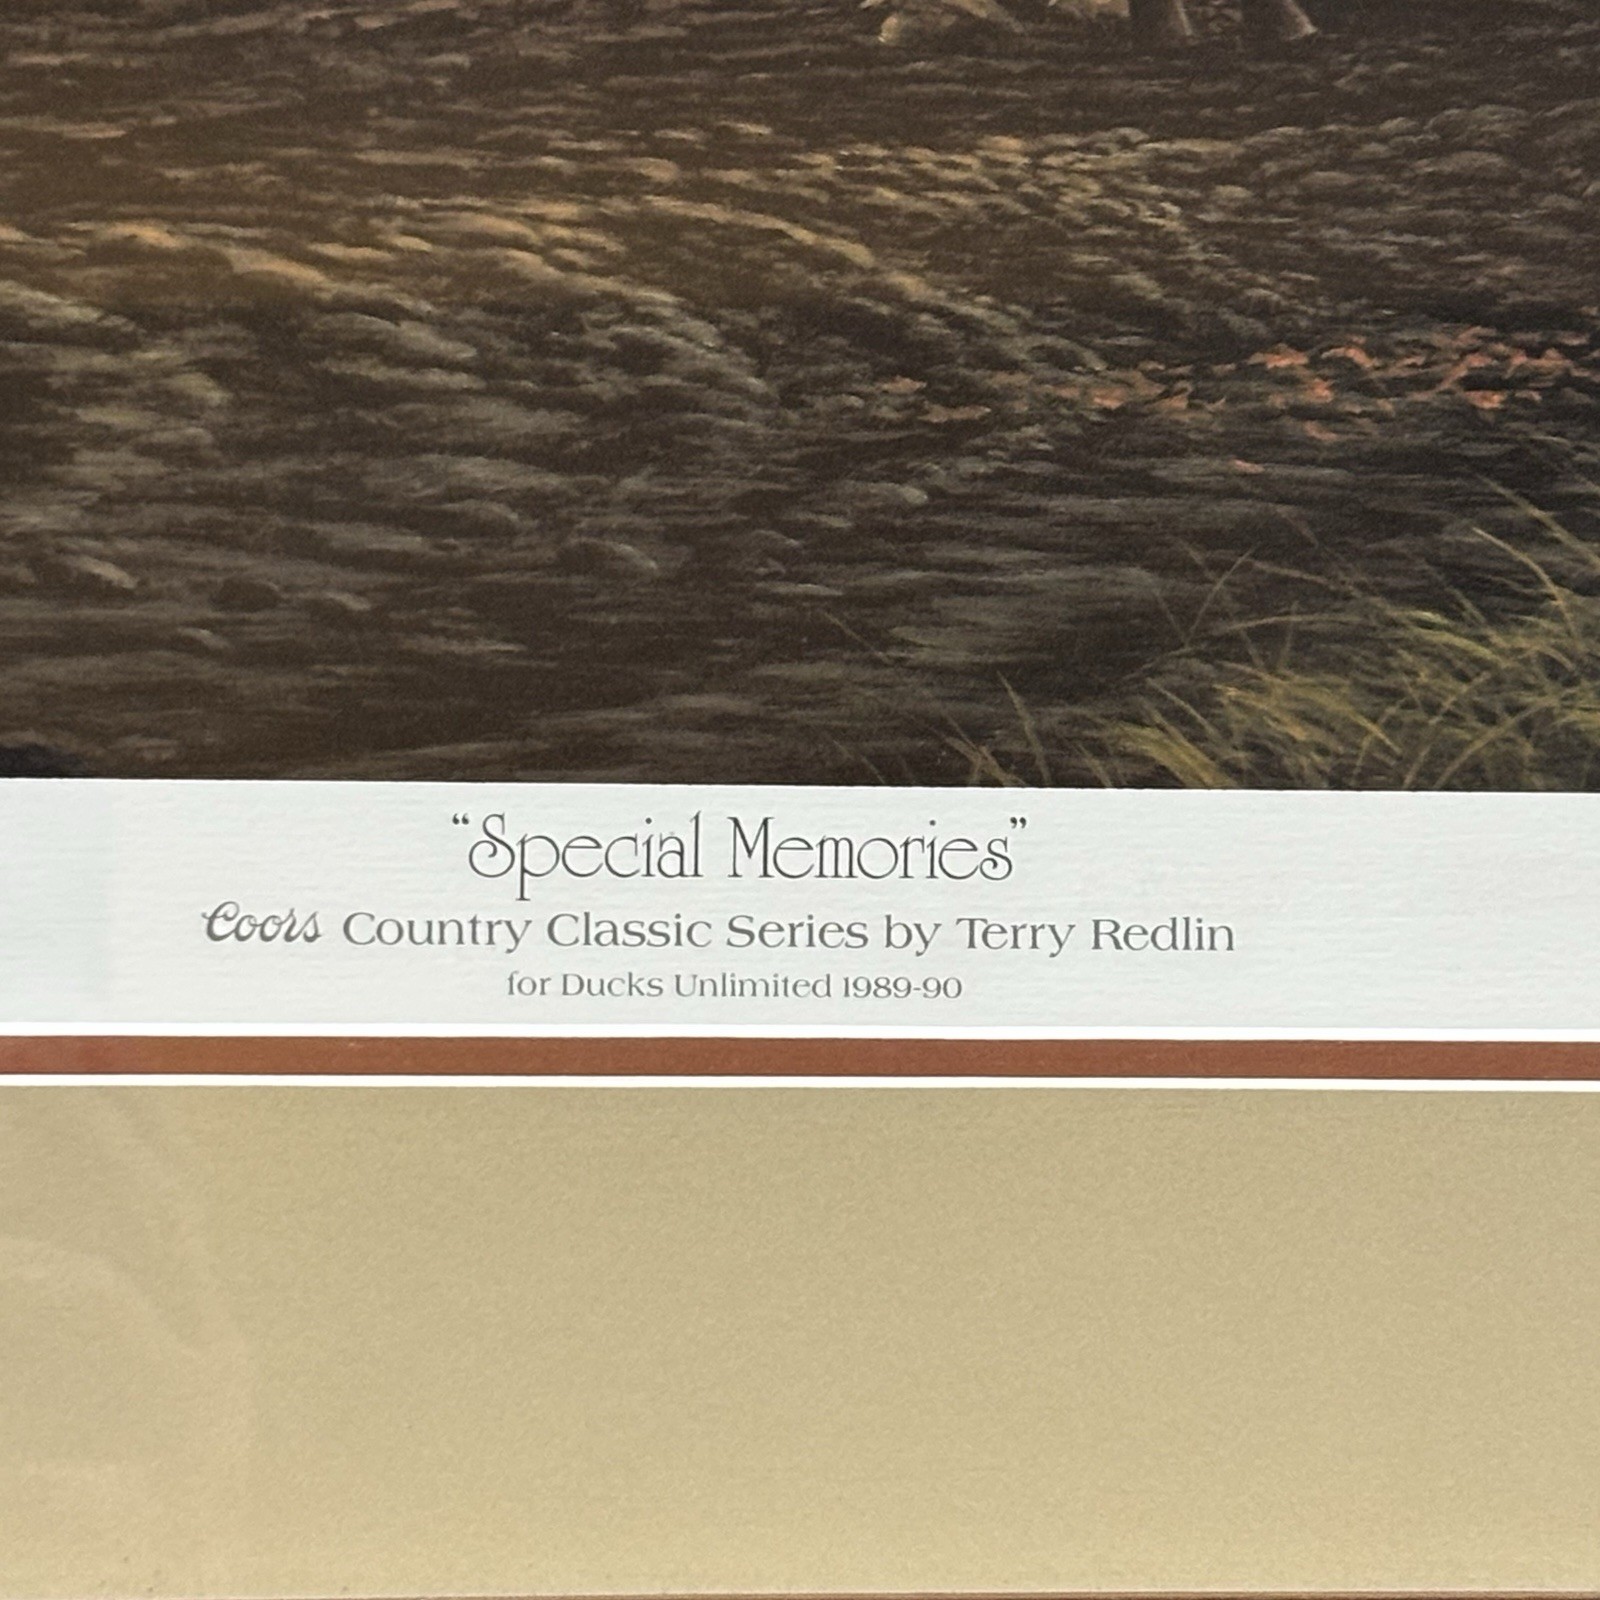 “Special Memories”
Coors Country Classic Series by Terry Redlin
for Ducks Unlimited 1989-90